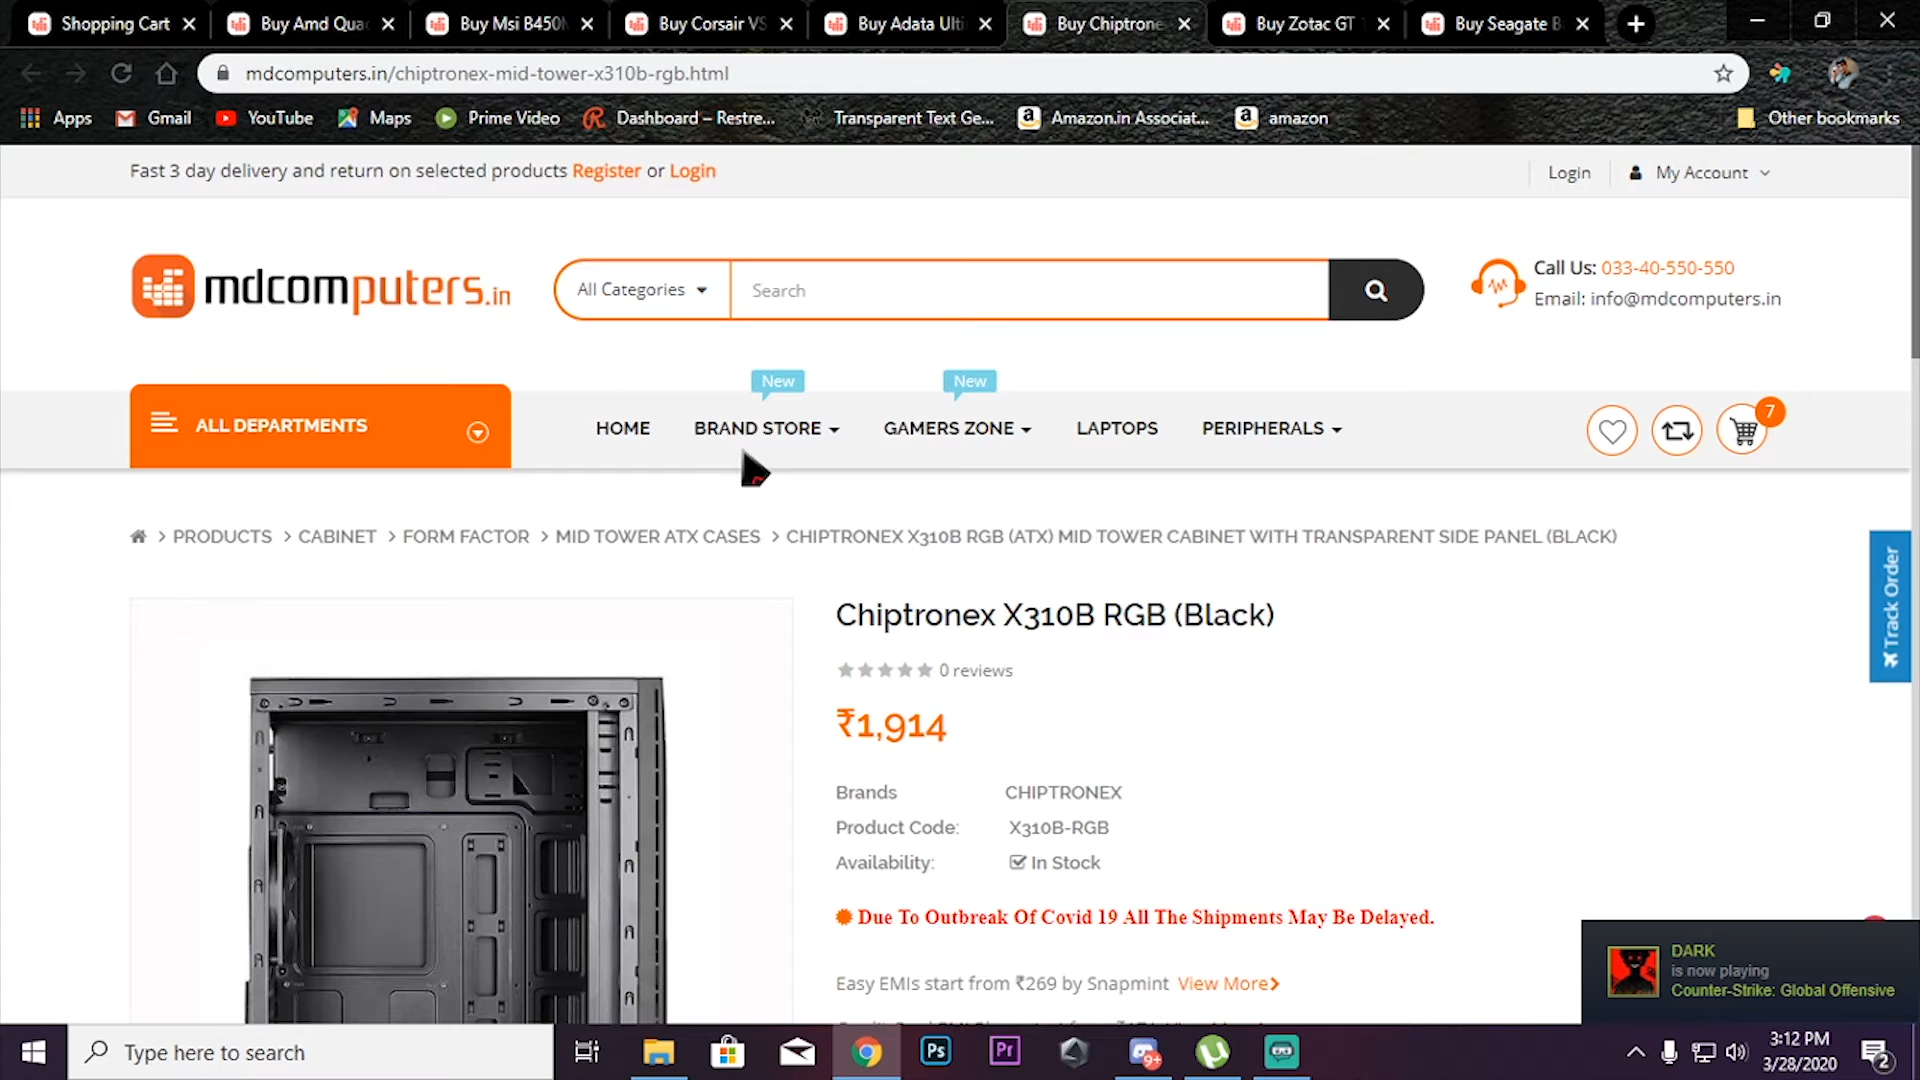 Shopping Cart
Buy Amd Qua
Buy Msi B450M
Buy Corsair VS
Buy Adata Ulti
Buy Chiptrone
Buy Zotac GT 1
Buy Seagate B
mdcomputers.in/chiptronex-mid-tower-x310b-rgb.html
Apps
Gmail
YouTube
Maps
Prime Video
Dashboard – Restre...
Transparent Text Ge...
Amazon.in Associat...
amazon
Other bookmarks
Fast 3 day delivery and return on selected products Register or Login
Login
My Account
mdcomputers.in
All Categories
Search
Call Us: 033-40-550-550
Email: info@mdcomputers.in
New
New
ALL DEPARTMENTS
HOME
BRAND STORE
GAMERS ZONE
LAPTOPS
PERIPHERALS
7
> PRODUCTS > CABINET > FORM FACTOR > MID TOWER ATX CASES > CHIPTRONEX X310B RGB (ATX) MID TOWER CABINET WITH TRANSPARENT SIDE PANEL (BLACK)
Track Order
Chiptronex X310B RGB (Black)
0 reviews
₹1,914
Brands CHIPTRONEX
Product Code: X310B-RGB
Availability: In Stock
Due To Outbreak Of Covid 19 All The Shipments May Be Delayed.
Easy EMIs start from ₹269 by Snapmint View More
DARK
is now playing
Counter-Strike: Global Offensive
Type here to search
Ps
Pr
9+
3:12 PM
3/28/2020
2